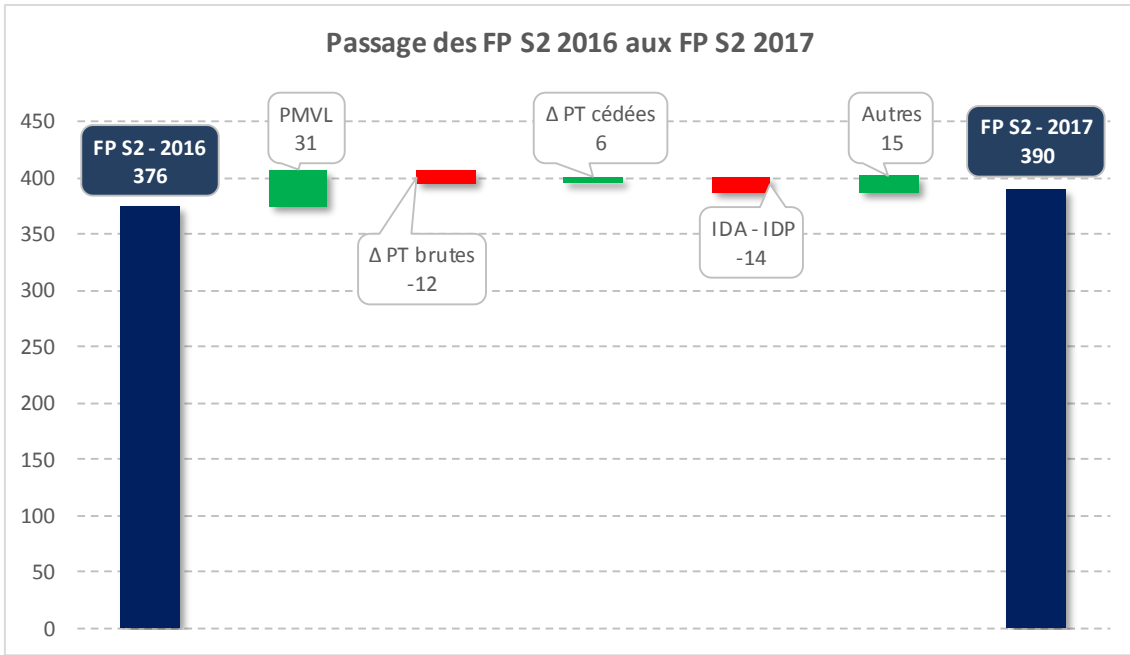 Passage des FP S2 2016 aux FP S2 2017
450
400
350
300
250
200
150
100
50
0
FP S2 - 2016
376
PMVL
31
Δ PT brutes
-12
Δ PT cédées
6
IDA - IDP
-14
Autres
15
FP S2 - 2017
390